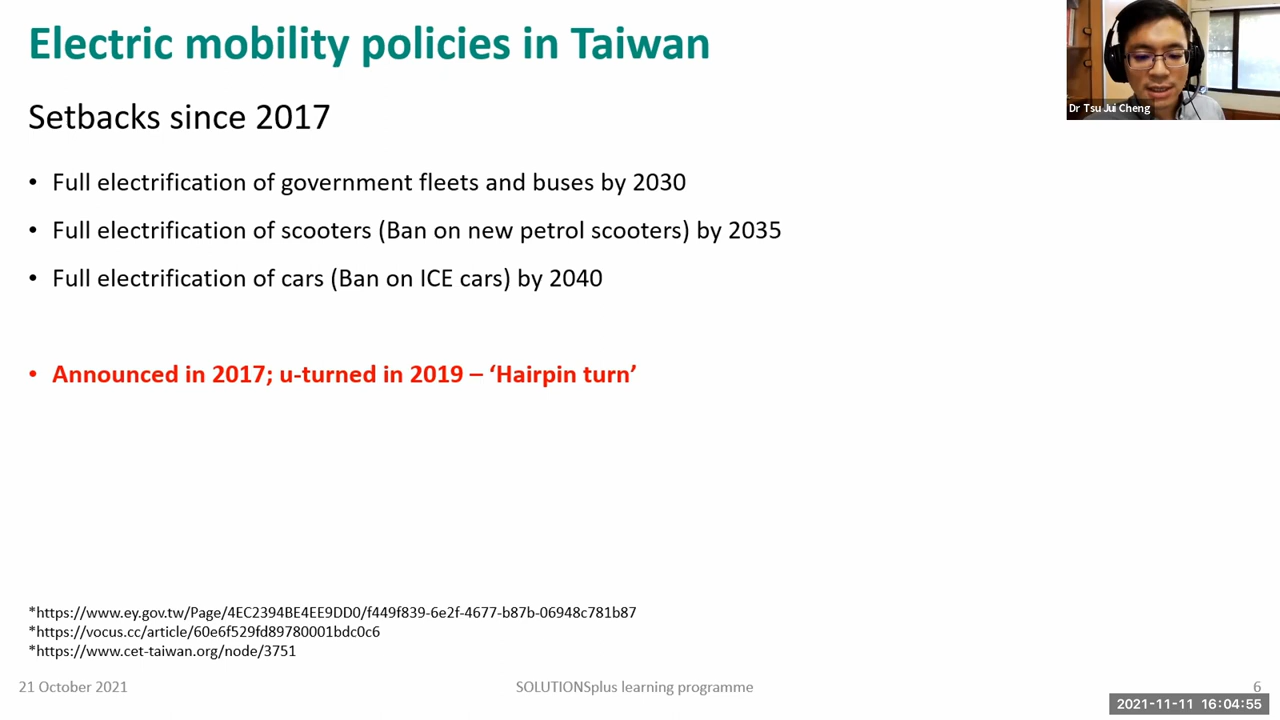 Electric mobility policies in Taiwan
Dr Tsu Jui Cheng
Setbacks since 2017
• Full electrification of government fleets and buses by 2030
• Full electrification of scooters (Ban on new petrol scooters) by 2035
• Full electrification of cars (Ban on ICE cars) by 2040
• Announced in 2017; u-turned in 2019 – ‘Hairpin turn’
*https://www.ey.gov.tw/Page/4EC2394BE4EE9DD0/f449f839-6e2f-4677-b87b-06948c781b87
*https://vocus.cc/article/60e6f529fd89780001bdc0c6
*https://www.cet-taiwan.org/node/3751
21 October 2021
SOLUTIONSplus learning programme
6
2021-11-11 16:04:55